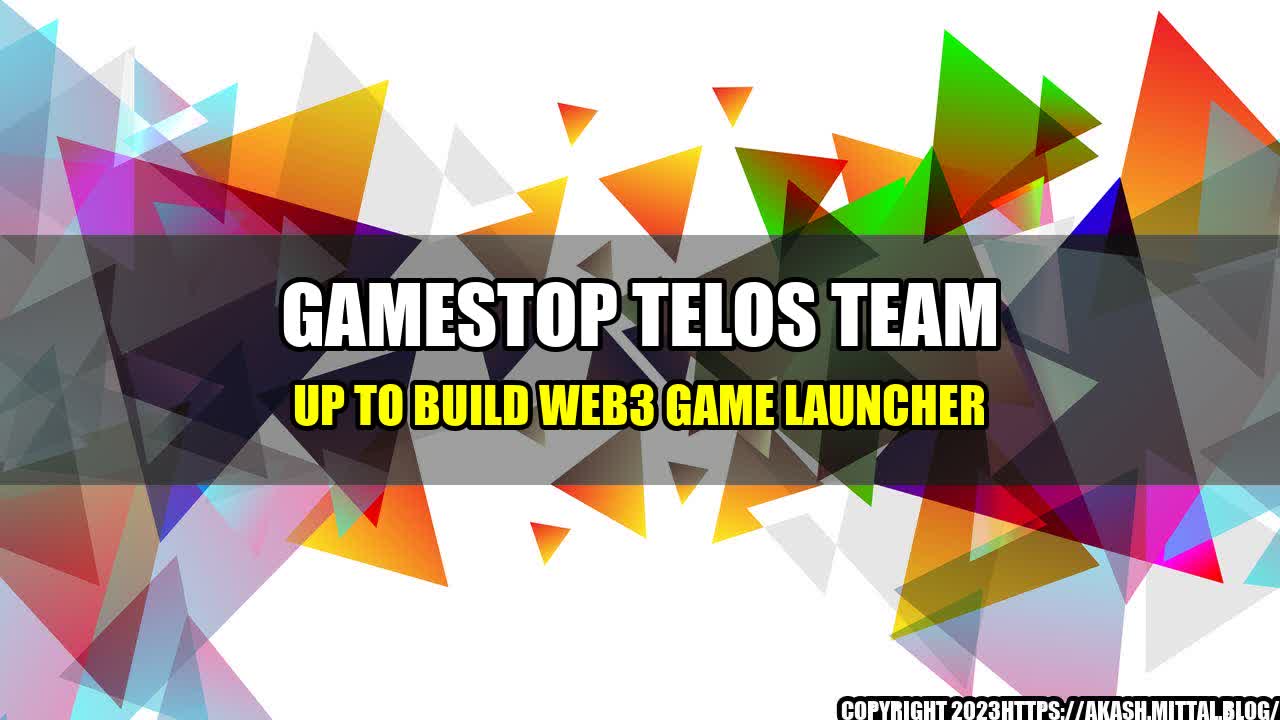 GAMESTOP TELOS TEAM
UP TO BUILD WEB3 GAME LAUNCHER
COPYRIGHT 2023HTTPS://AKASH.MITTAL.BLOG/